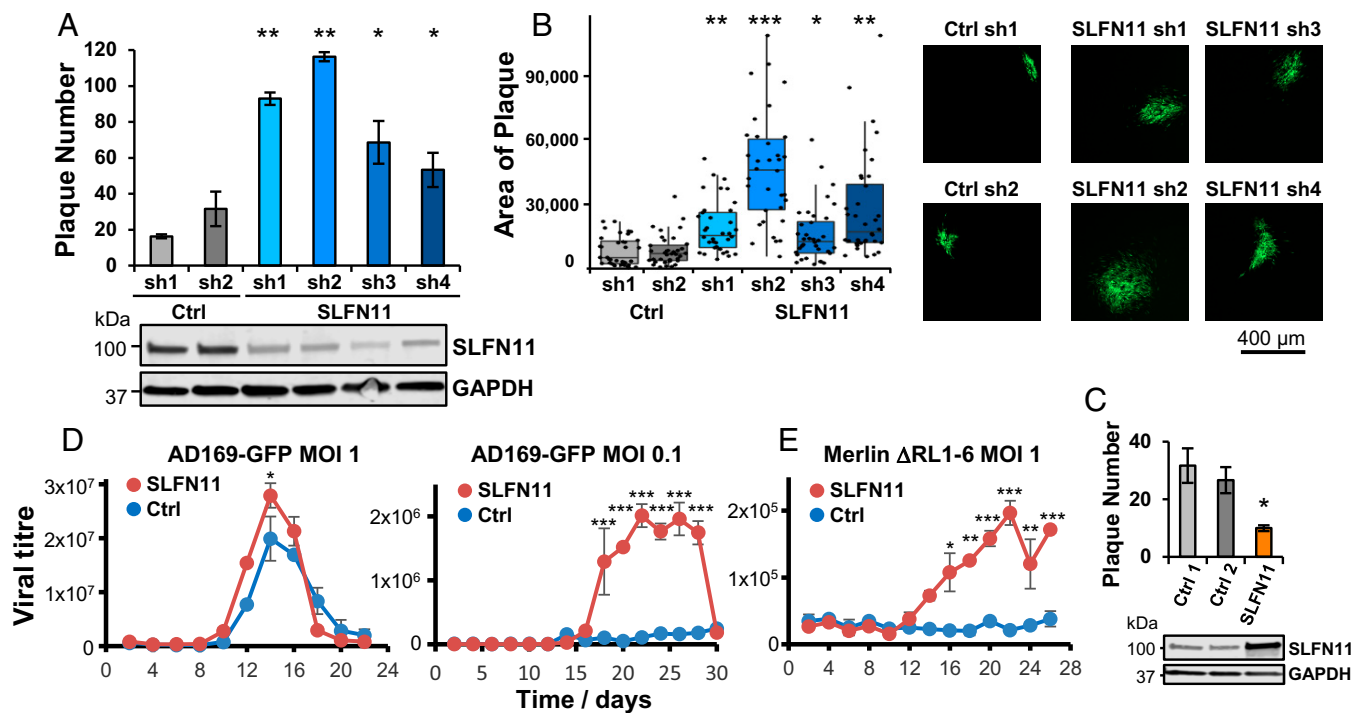 A
** ** * *
Plaque Number
120
100
80
60
40
20
0
sh1 sh2 sh1 sh2 sh3 sh4
Ctrl SLFN11
kDa
100 SLFN11
37 GAPDH
B
** *** * **
Area of Plaque
90,000
60,000
30,000
0
sh1 sh2 sh1 sh2 sh3 sh4
Ctrl SLFN11
Ctrl sh1 SLFN11 sh1 SLFN11 sh3
Ctrl sh2 SLFN11 sh2 SLFN11 sh4
400 µm
C
Plaque Number
40
20
0
*
Ctrl 1 Ctrl 2 SLFN11
kDa
100 SLFN11
37 GAPDH
D
AD169-GFP MOI 1
SLFN11
Ctrl
*
Viral titre
3x10⁷
2x10⁷
1x10⁷
0
0 4 8 12 16 20 24
AD169-GFP MOI 0.1
SLFN11
Ctrl
*** *** *** *** *** ***
2x10⁶
1x10⁶
0
0 5 10 15 20 25 30
Time / days
E
Merlin ΔRL1-6 MOI 1
SLFN11
Ctrl
* ** *** *** ** ***
2x10⁵
1x10⁵
0
0 4 8 12 16 20 24 28